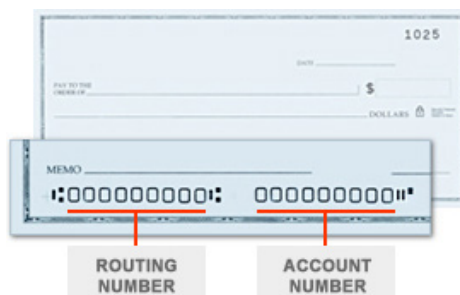 1025
DATE
PAY TO THE
ORDER OF
$
DOLLARS
MEMO
⑆000000000⑆ 000000000⑈
ROUTING
NUMBER
ACCOUNT
NUMBER